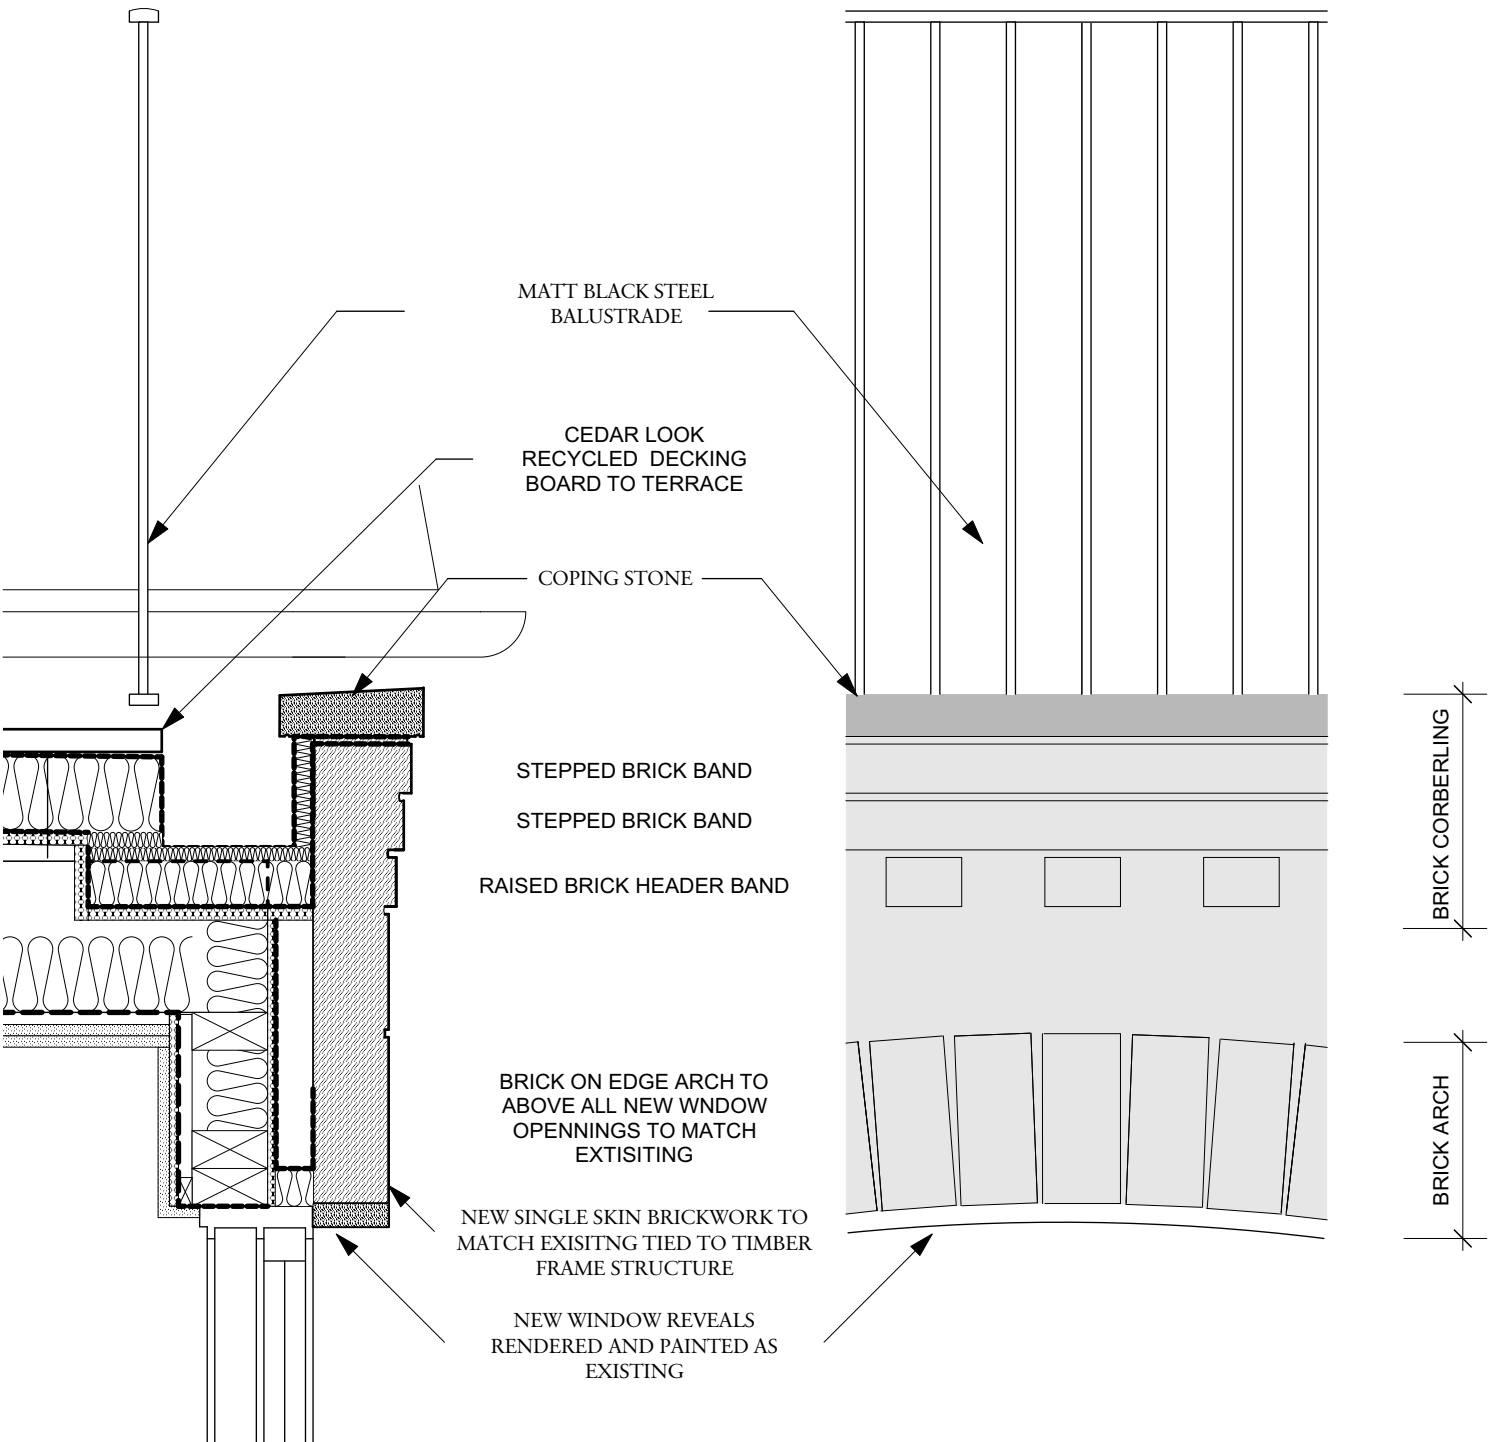 MATT BLACK STEEL
BALUSTRADE
CEDAR LOOK
RECYCLED DECKING
BOARD TO TERRACE
COPING STONE
STEPPED BRICK BAND
STEPPED BRICK BAND
RAISED BRICK HEADER BAND
BRICK CORBERLING
BRICK ON EDGE ARCH TO
ABOVE ALL NEW WNDOW
OPENNINGS TO MATCH
EXTISITING
BRICK ARCH
NEW SINGLE SKIN BRICKWORK TO
MATCH EXISITNG TIED TO TIMBER
FRAME STRUCTURE
NEW WINDOW REVEALS
RENDERED AND PAINTED AS
EXISTING